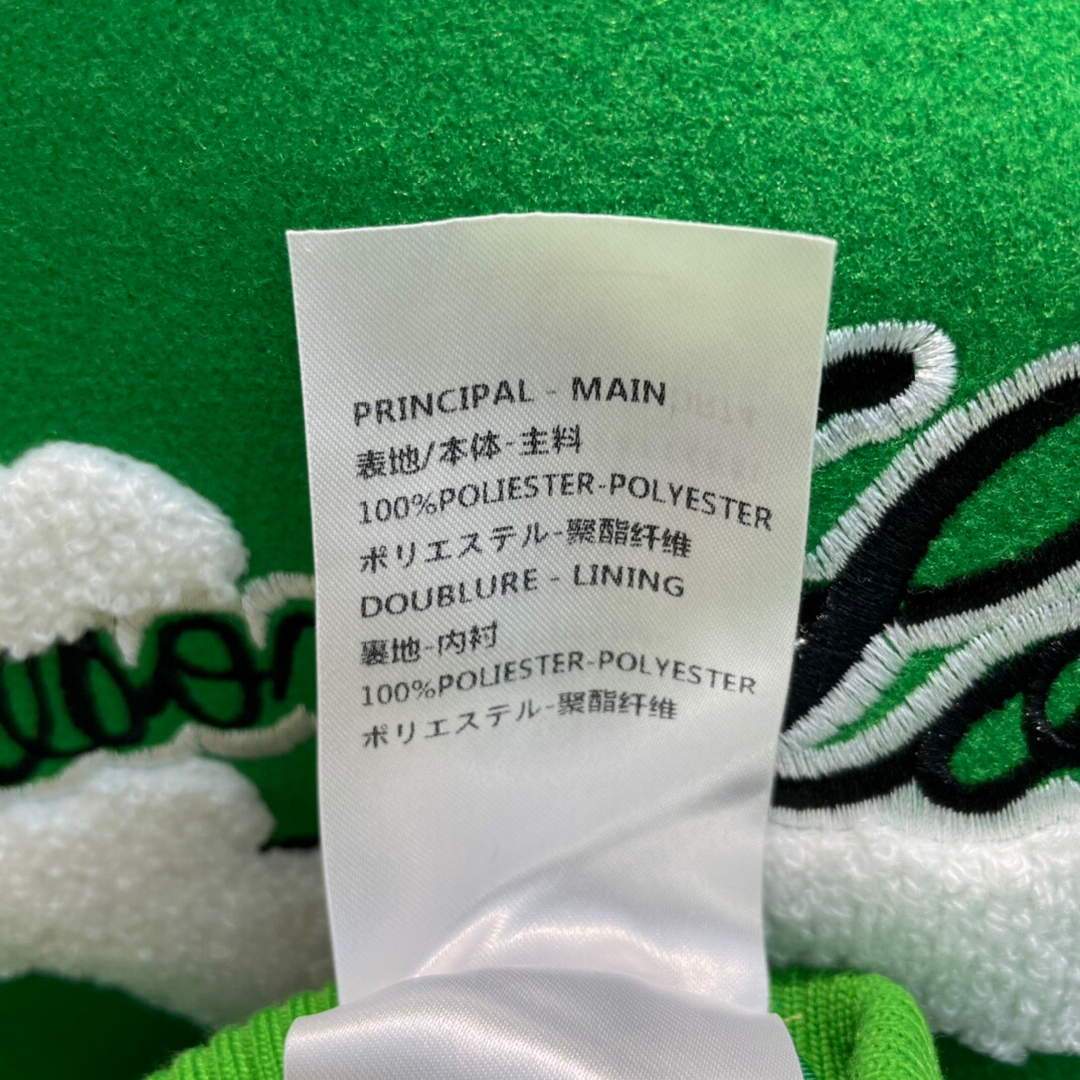 PRINCIPAL - MAIN
表地/本体-主料
100%POLIESTER-POLYESTER
ポリエステル-聚酯纤维
DOUBLURE - LINING
裏地-内衬
100%POLIESTER-POLYESTER
ポリエステル-聚酯纤维